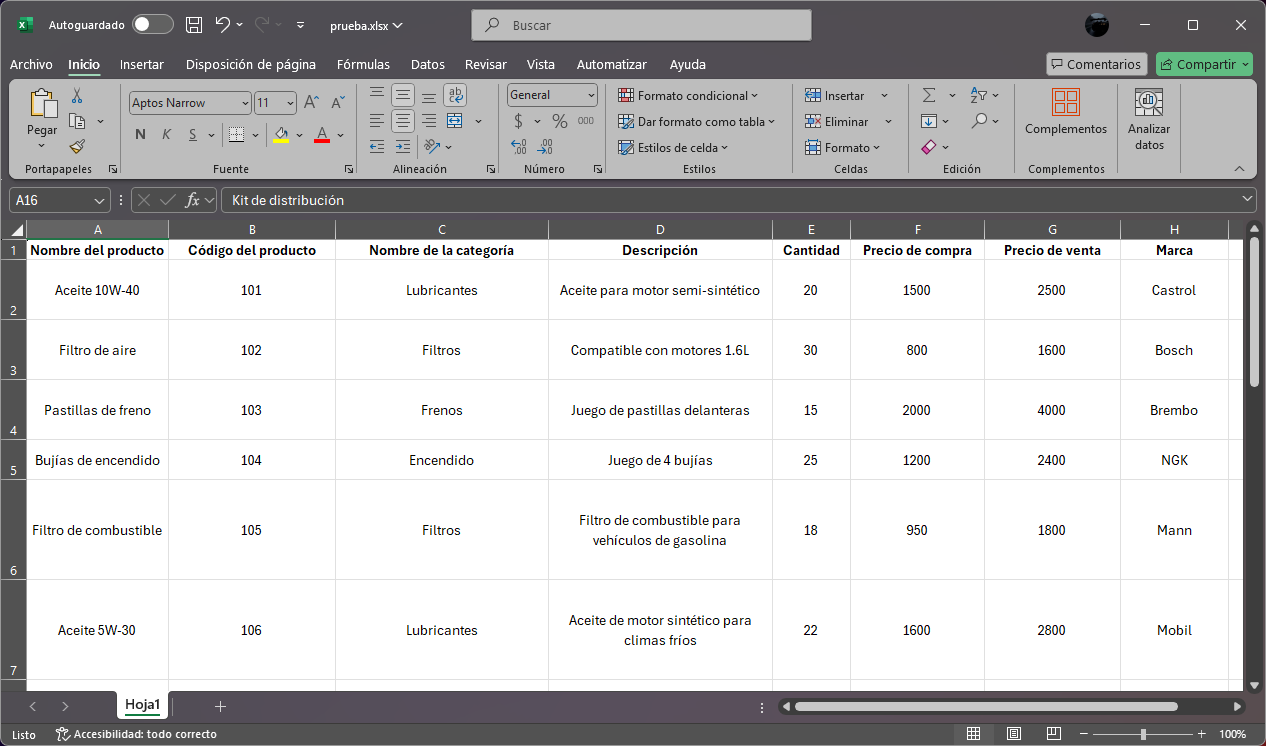 Autoguardado prueba.xlsx Buscar
Archivo Inicio Insertar Disposición de página Fórmulas Datos Revisar Vista Automatizar Ayuda Comentarios Compartir
Pegar
Portapapeles
Aptos Narrow 11
N K S
Fuente
Alineación
General
$ % 000
Número
Formato condicional
Dar formato como tabla
Estilos de celda
Estilos
Insertar
Eliminar
Formato
Celdas
Edición
Complementos
Complementos
Analizar
datos
A16 fx Kit de distribución
A B C D E F G H
1 Nombre del producto Código del producto Nombre de la categoría Descripción Cantidad Precio de compra Precio de venta Marca
2 Aceite 10W-40 101 Lubricantes Aceite para motor semi-sintético 20 1500 2500 Castrol
3 Filtro de aire 102 Filtros Compatible con motores 1.6L 30 800 1600 Bosch
4 Pastillas de freno 103 Frenos Juego de pastillas delanteras 15 2000 4000 Brembo
5 Bujías de encendido 104 Encendido Juego de 4 bujías 25 1200 2400 NGK
6 Filtro de combustible 105 Filtros Filtro de combustible para
vehículos de gasolina 18 950 1800 Mann
7 Aceite 5W-30 106 Lubricantes Aceite de motor sintético para
climas fríos 22 1600 2800 Mobil
Hoja1
Listo Accesibilidad: todo correcto 100%